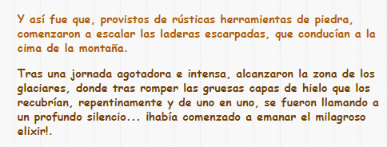 Y así fue que, provistos de rústicas herramientas de piedra,
comenzaron a escalar las laderas escarpadas, que conducían a la
cima de la montaña.
Tras una jornada agotadora e intensa, alcanzaron la zona de los
glaciares, donde tras romper las gruesas capas de hielo que los
recubrían, repentinamente y de uno en uno, se fueron llamando a
un profundo silencio... ¡había comenzado a emanar el milagroso
elixir!.